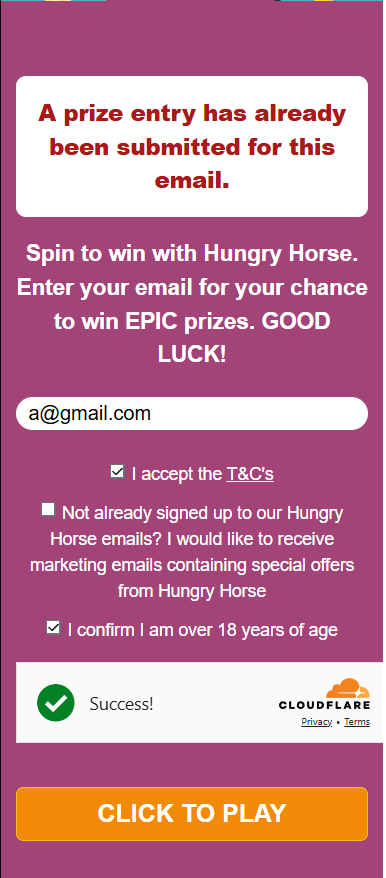 A prize entry has already
been submitted for this
email.
Spin to win with Hungry Horse.
Enter your email for your chance
to win EPIC prizes. GOOD
LUCK!
a@gmail.com
I accept the T&C's
Not already signed up to our Hungry
Horse emails? I would like to receive
marketing emails containing special offers
from Hungry Horse
I confirm I am over 18 years of age
Success!
CLOUDFLARE
Privacy • Terms
CLICK TO PLAY